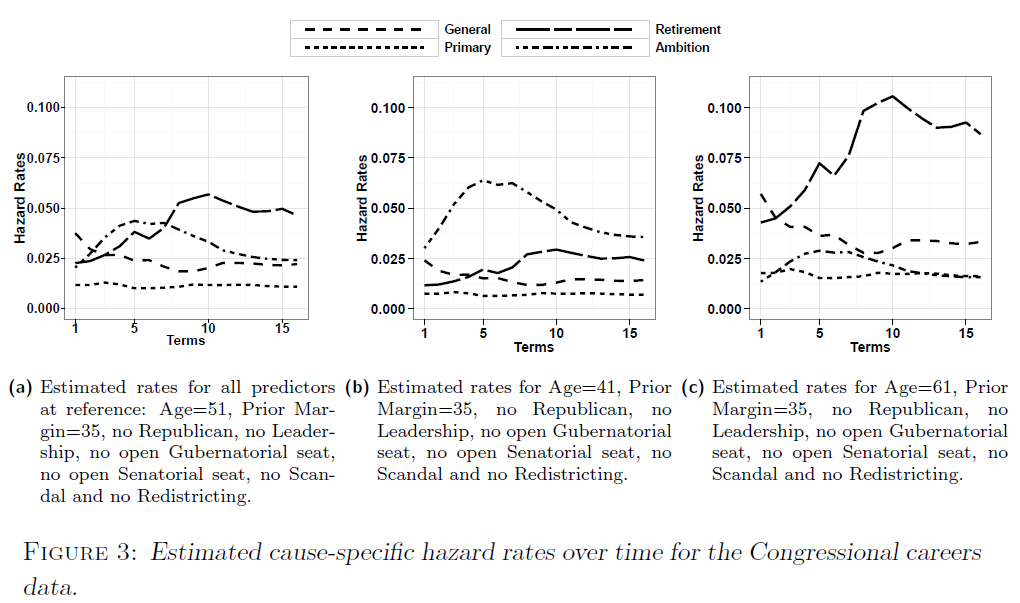 General
Retirement
Primary
Ambition
0.100
0.075
0.050
0.025
0.000
Hazard Rates
1 5 10 15
Terms
0.100
0.075
0.050
0.025
0.000
Hazard Rates
1 5 10 15
Terms
0.100
0.075
0.050
0.025
0.000
Hazard Rates
1 5 10 15
Terms
(a) Estimated rates for all predictors
at reference: Age=51, Prior Mar-
gin=35, no Republican, no Leader-
ship, no open Gubernatorial seat,
no open Senatorial seat, no Scan-
dal and no Redistricting.
(b) Estimated rates for Age=41, Prior
Margin=35, no Republican, no
Leadership, no open Gubernatorial
seat, no open Senatorial seat, no
Scandal and no Redistricting.
(c) Estimated rates for Age=61, Prior
Margin=35, no Republican, no
Leadership, no open Gubernatorial
seat, no open Senatorial seat, no
Scandal and no Redistricting.
FIGURE 3: Estimated cause-specific hazard rates over time for the Congressional careers
data.